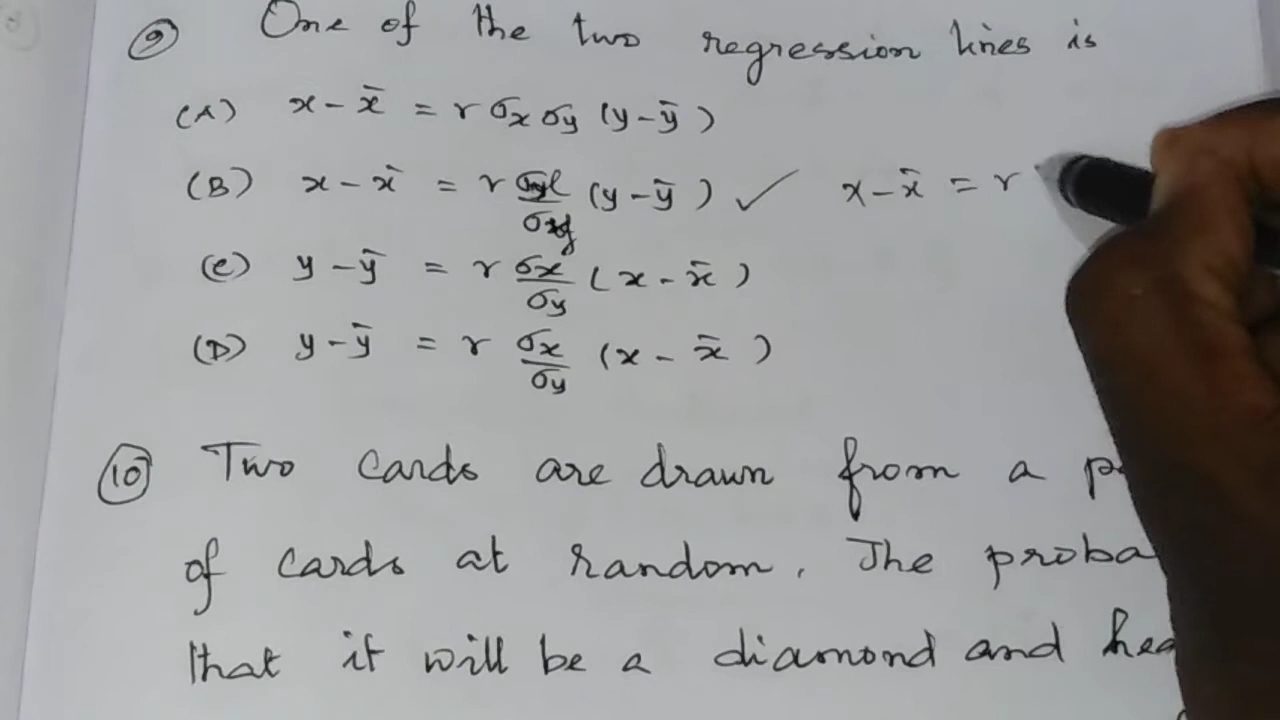 9 One of the two regression lines is
(A) x - x̄ = r σx σy (y - ȳ)
(B) x - x̄ = r σx/σy (y - ȳ) ✓ x - x̄ = r
(C) y - ȳ = r σx/σy (x - x̄)
(D) y - ȳ = r σx/σy (x - x̄)
10 Two cards are drawn from a
of cards at random. The proba
that it will be a diamond and hea